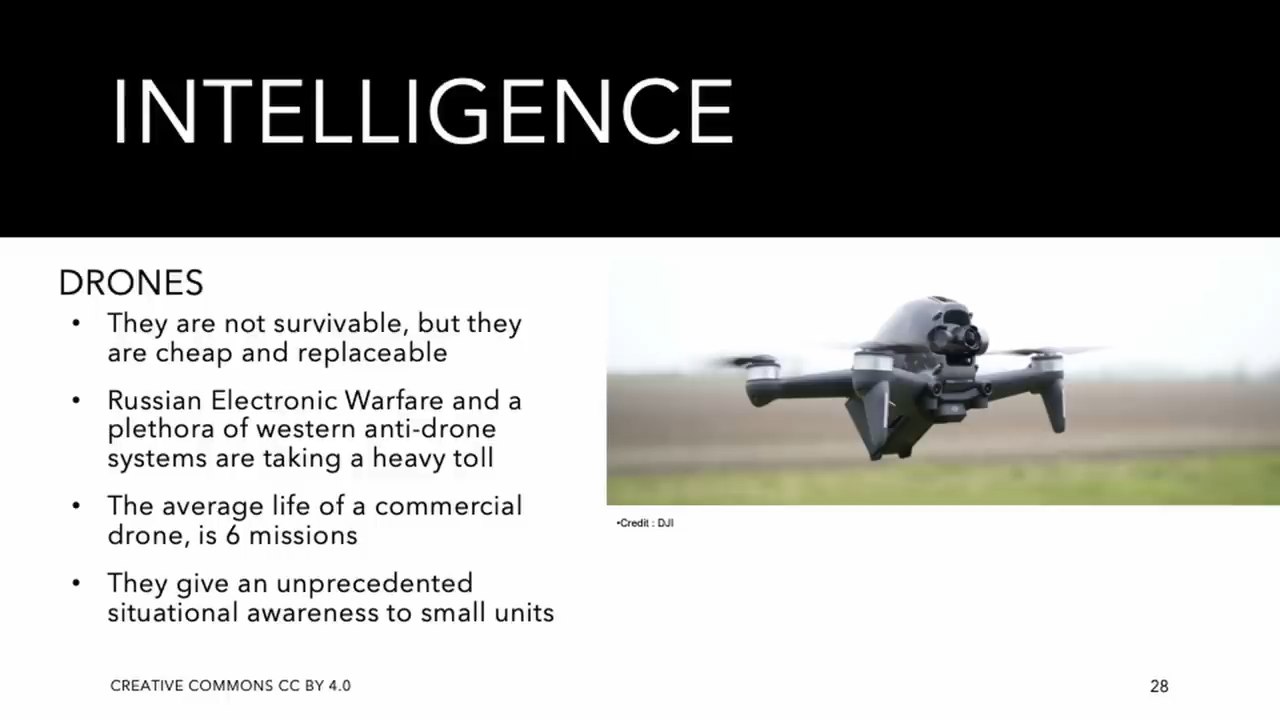 INTELLIGENCE
DRONES
• They are not survivable, but they
are cheap and replaceable
• Russian Electronic Warfare and a
plethora of western anti-drone
systems are taking a heavy toll
• The average life of a commercial
drone, is 6 missions
• They give an unprecedented
situational awareness to small units
•Credit : DJI
CREATIVE COMMONS CC BY 4.0
28